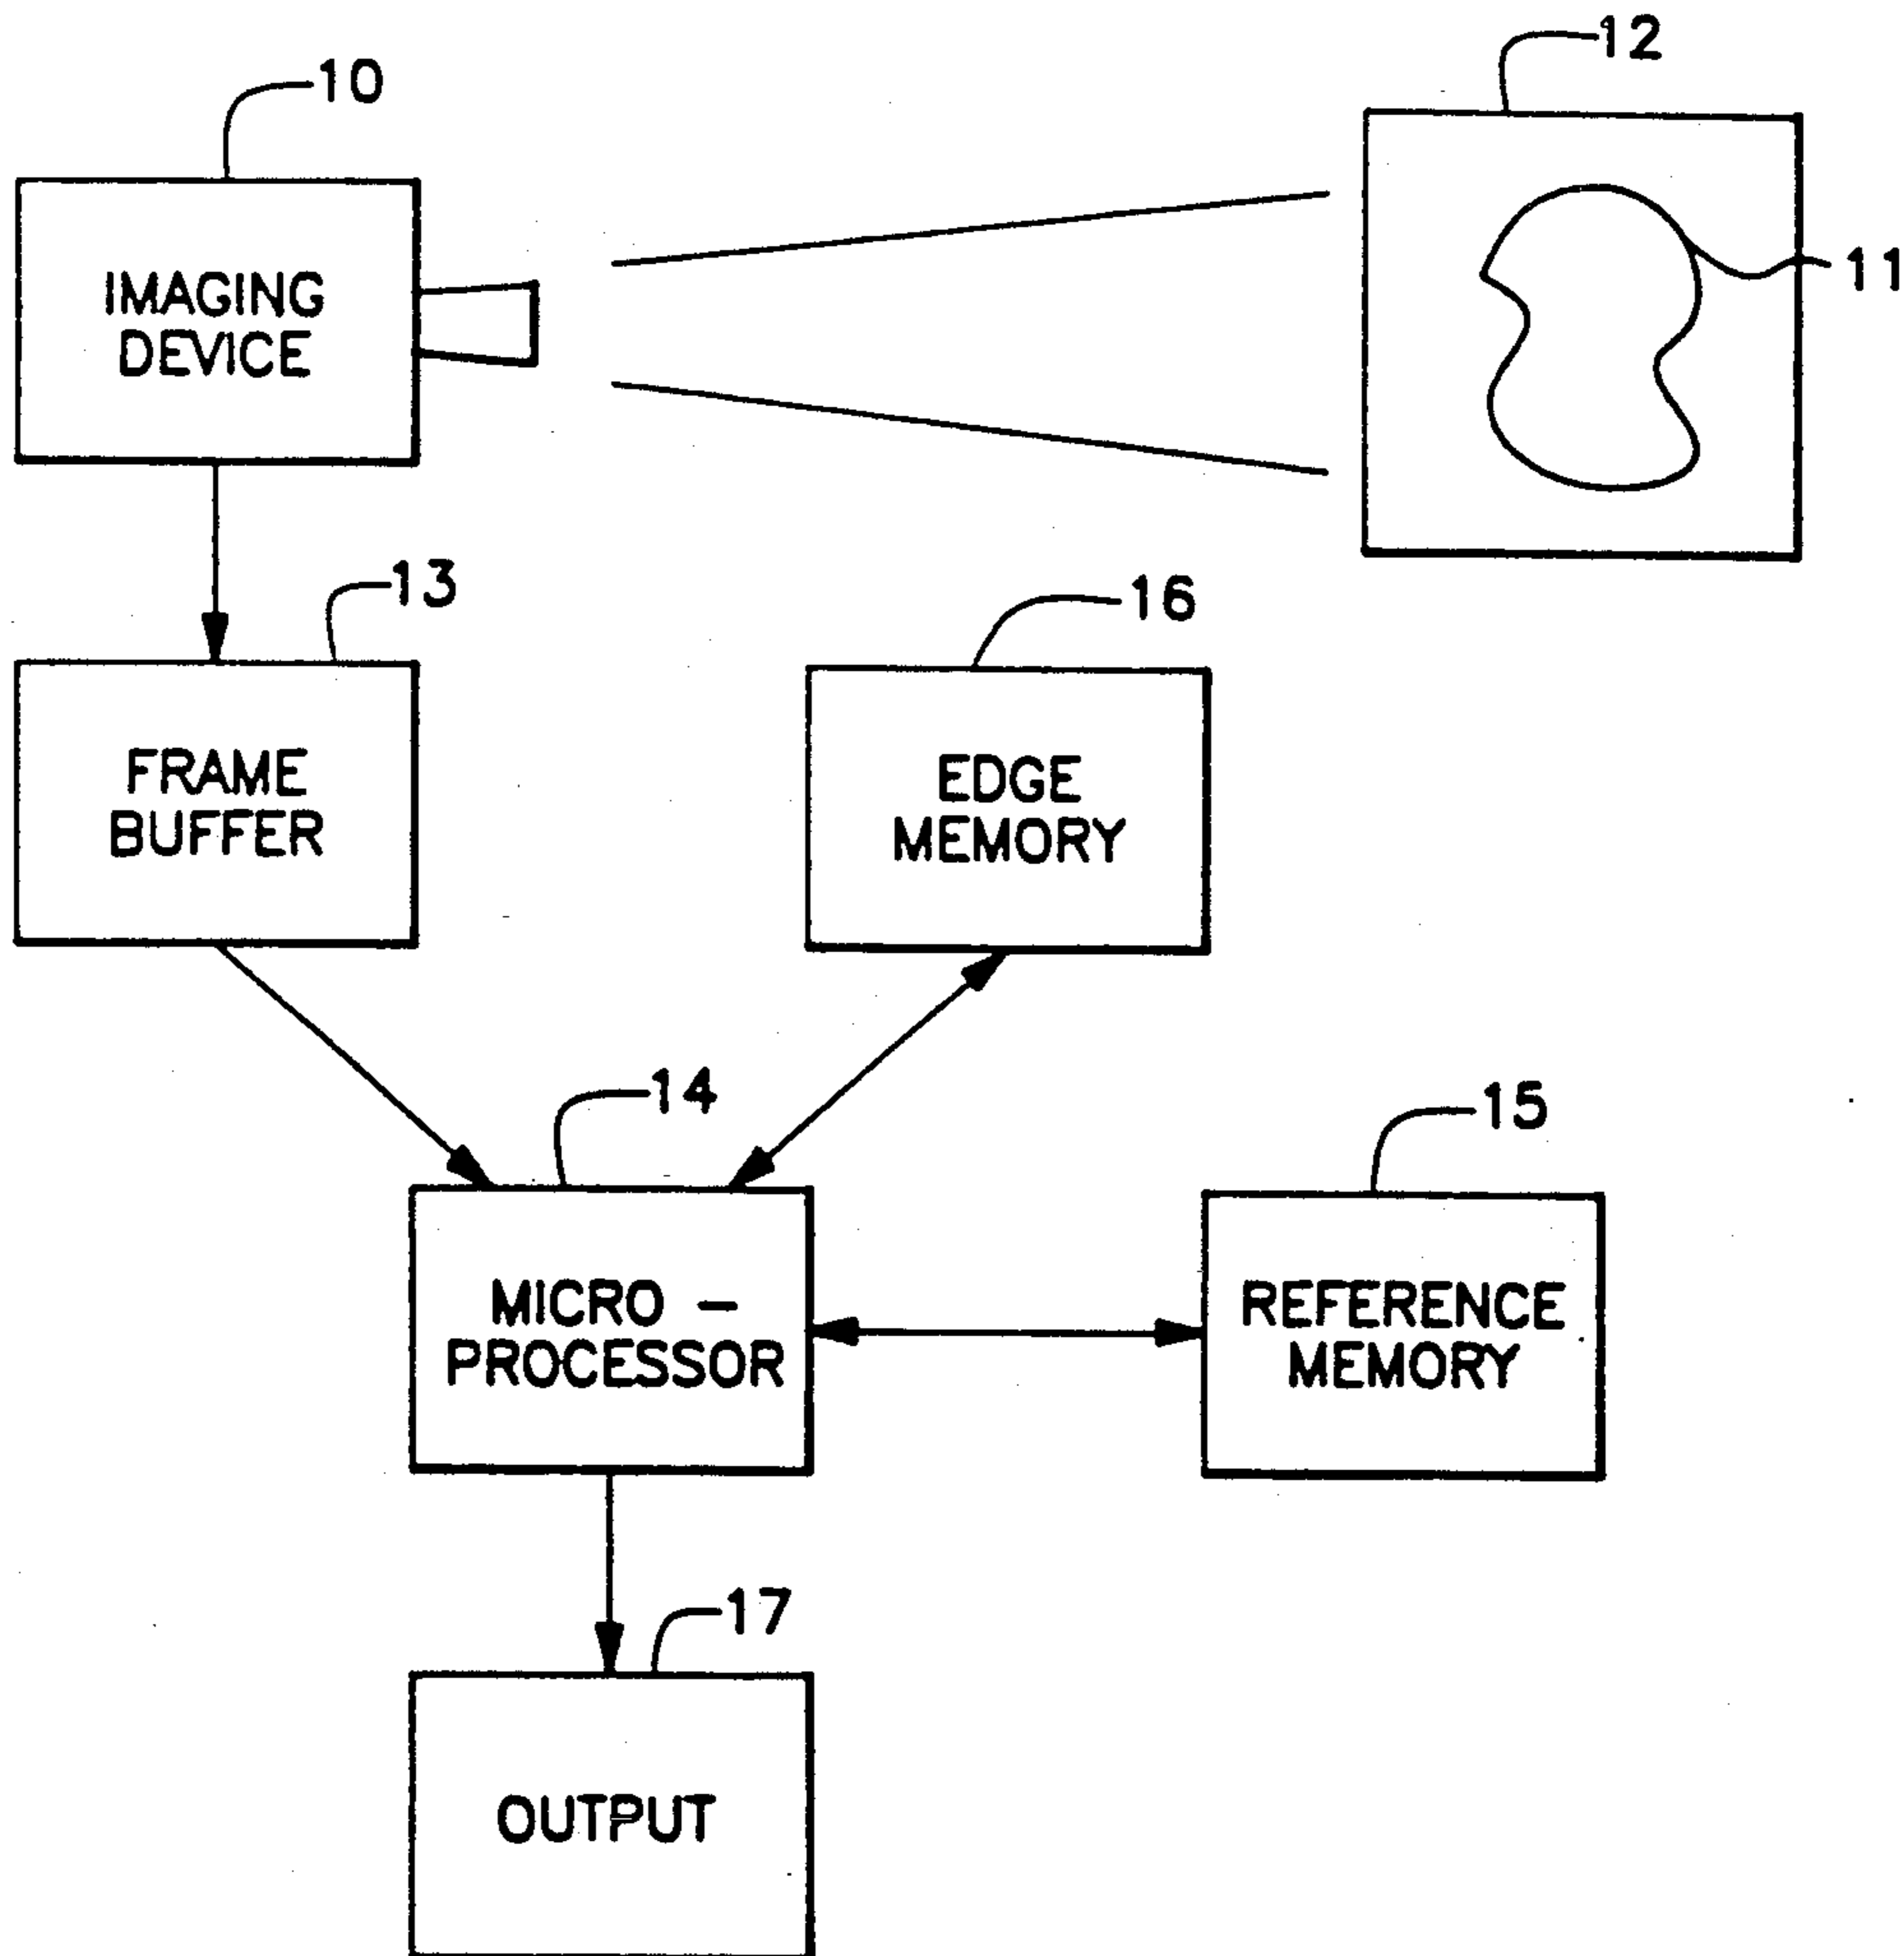 12
10
IMAGING
DEVICE
11
13
16
FRAME
BUFFER
EDGE
MEMORY
14
15
MICRO -
PROCESSOR
REFERENCE
MEMORY
17
OUTPUT